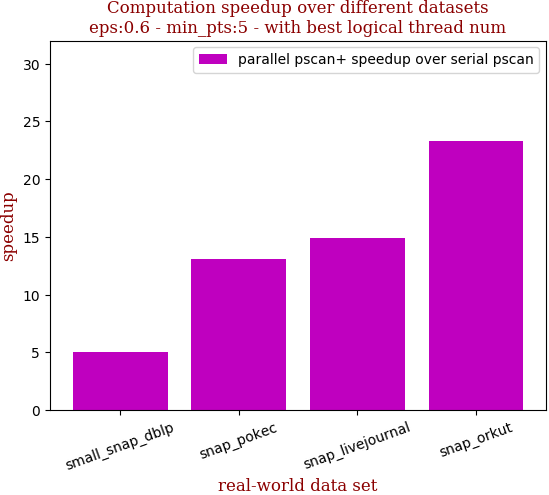 Computation speedup over different datasets
eps:0.6 - min_pts:5 - with best logical thread num
parallel pscan+ speedup over serial pscan
speedup
30
25
20
15
10
5
0
small_snap_dblp
snap_pokec
snap_livejournal
snap_orkut
real-world data set